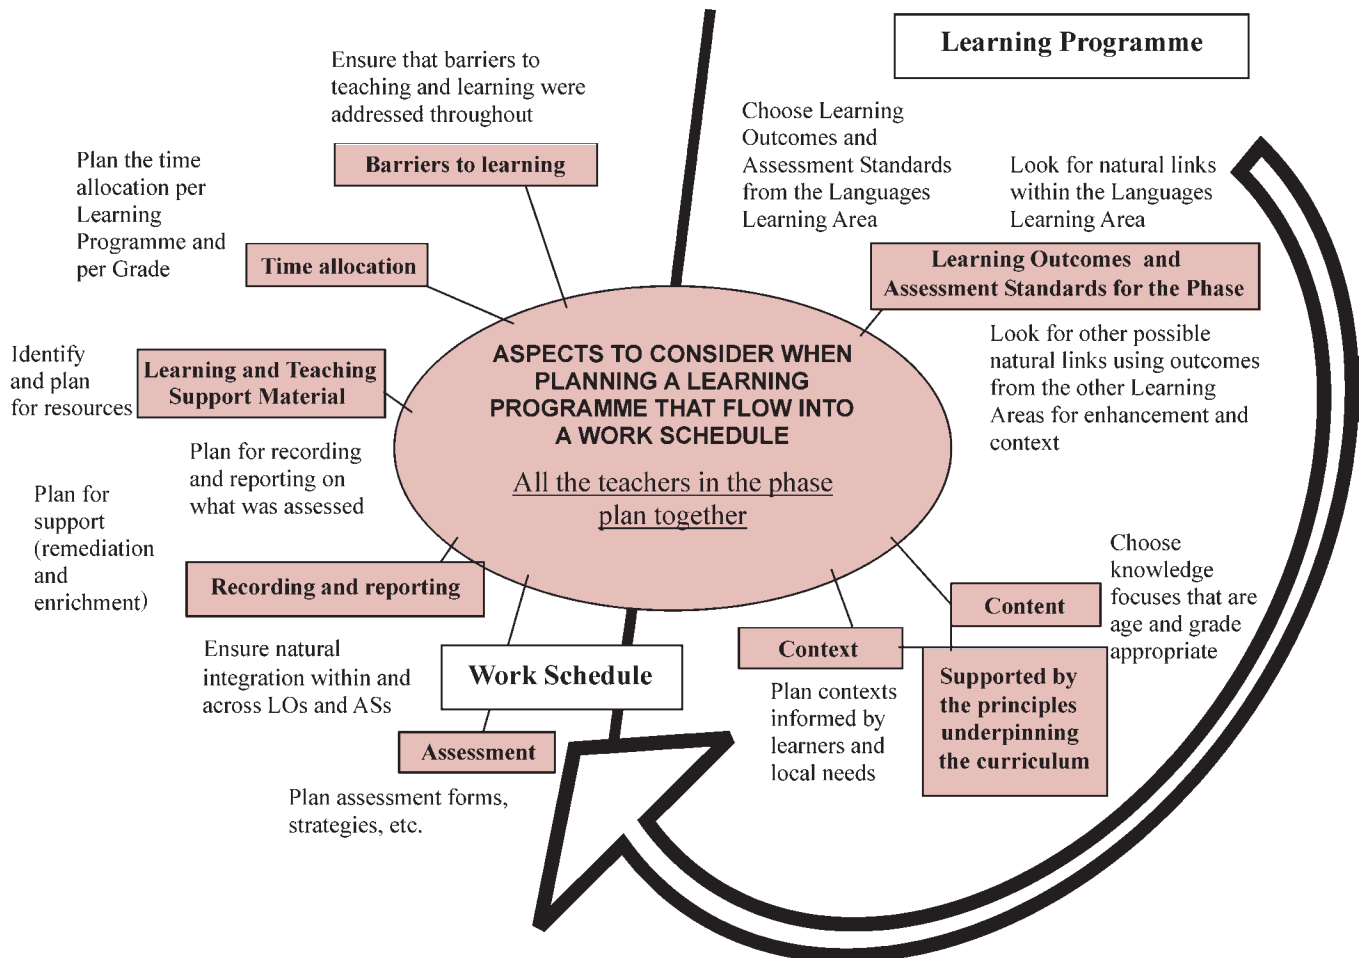 Learning Programme
Ensure that barriers to
teaching and learning were
addressed throughout
Barriers to learning
Plan the time
allocation per
Learning
Programme and
per Grade
Time allocation
Choose Learning
Outcomes and
Assessment Standards
from the Languages
Learning Area
Look for natural links
within the Languages
Learning Area
Learning Outcomes and
Assessment Standards for the Phase
Look for other possible
natural links using outcomes
from the other Learning
Areas for enhancement and
context
ASPECTS TO CONSIDER WHEN
PLANNING A LEARNING
PROGRAMME THAT FLOW INTO
A WORK SCHEDULE
All the teachers in the phase
plan together
Identify
and plan
for resources
Learning and Teaching
Support Material
Plan for recording
and reporting on
what was assessed
Plan for
support
(remediation
and
enrichment)
Recording and reporting
Ensure natural
integration within and
across LOs and ASs
Work Schedule
Assessment
Plan assessment forms,
strategies, etc.
Context
Plan contexts
informed by
learners and
local needs
Content
Choose
knowledge
focuses that are
age and grade
appropriate
Supported by
the principles
underpinning
the curriculum